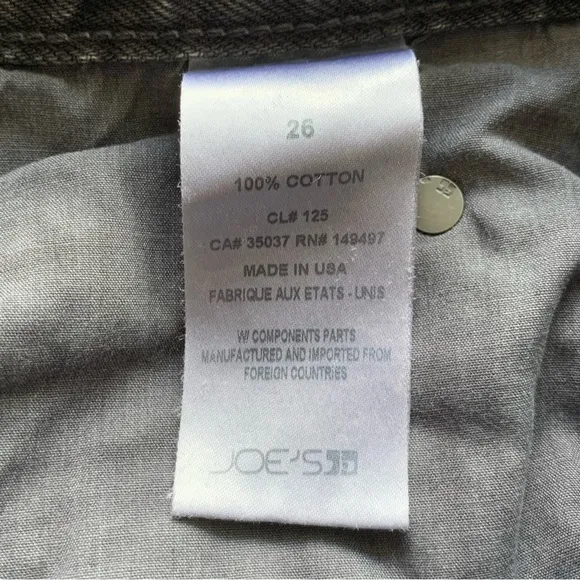 26
100% COTTON
CL# 125
CA# 35037 RN# 149497
MADE IN USA
FABRIQUE AUX ETATS - UNIS
W/ COMPONENTS PARTS
MANUFACTURED AND IMPORTED FROM
FOREIGN COUNTRIES
JOE'S